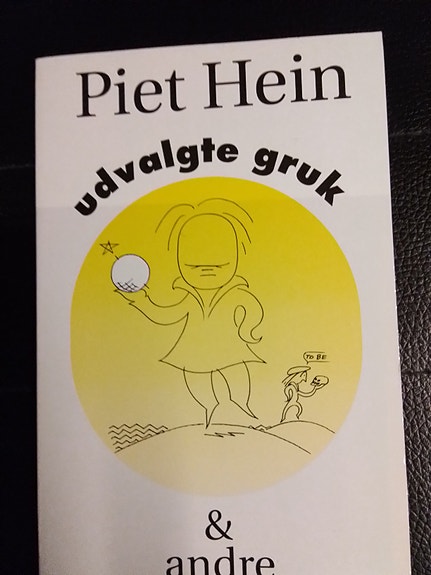 Piet Hein
udvalgte gruk
TO BE
&
andre